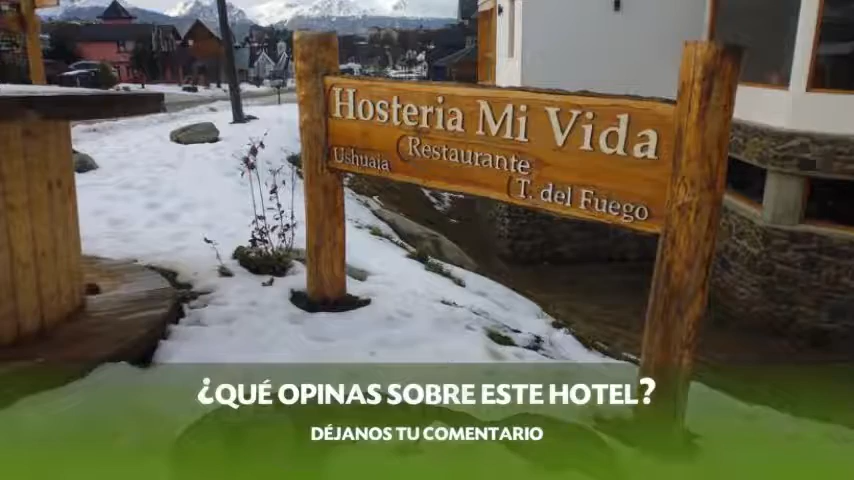 Hosteria Mi Vida
Restaurante
Ushuaia
T. del Fuego
¿QUÉ OPINAS SOBRE ESTE HOTEL?
DÉJANOS TU COMENTARIO